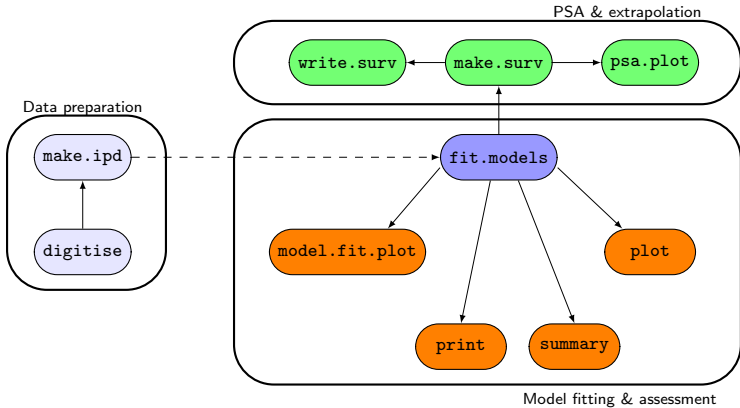 PSA & extrapolation
write.surv
make.surv
psa.plot
Data preparation
make.ipd
fit.models
digitise
model.fit.plot
plot
print
summary
Model fitting & assessment